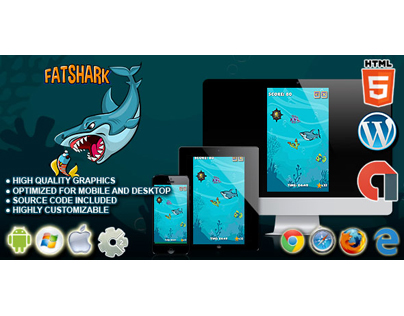 FATSHARK
• HIGH QUALITY GRAPHICS
• OPTIMIZED FOR MOBILE AND DESKTOP
• SOURCE CODE INCLUDED
• HIGHLY CUSTOMIZABLE
HTML
5